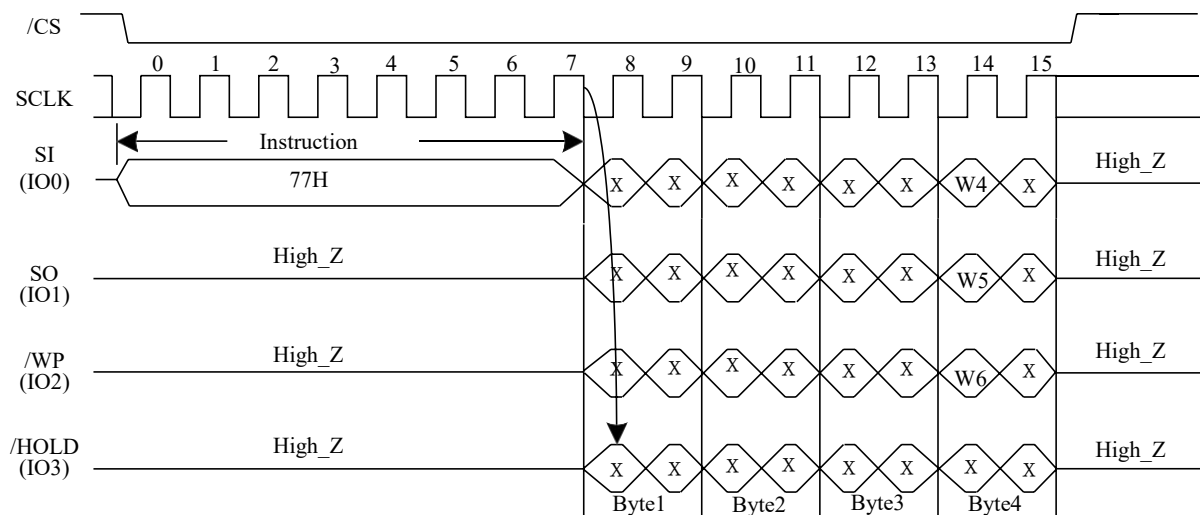 /CS
0 1 2 3 4 5 6 7 8 9 10 11 12 13 14 15
SCLK
Instruction
SI
(IO0)
77H
X X X X X X W4 X
High_Z
SO
(IO1)
High_Z
X X X X X X W5 X
High_Z
/WP
(IO2)
High_Z
X X X X X X W6 X
High_Z
/HOLD
(IO3)
High_Z
X X X X X X X X
High_Z
Byte1 Byte2 Byte3 Byte4